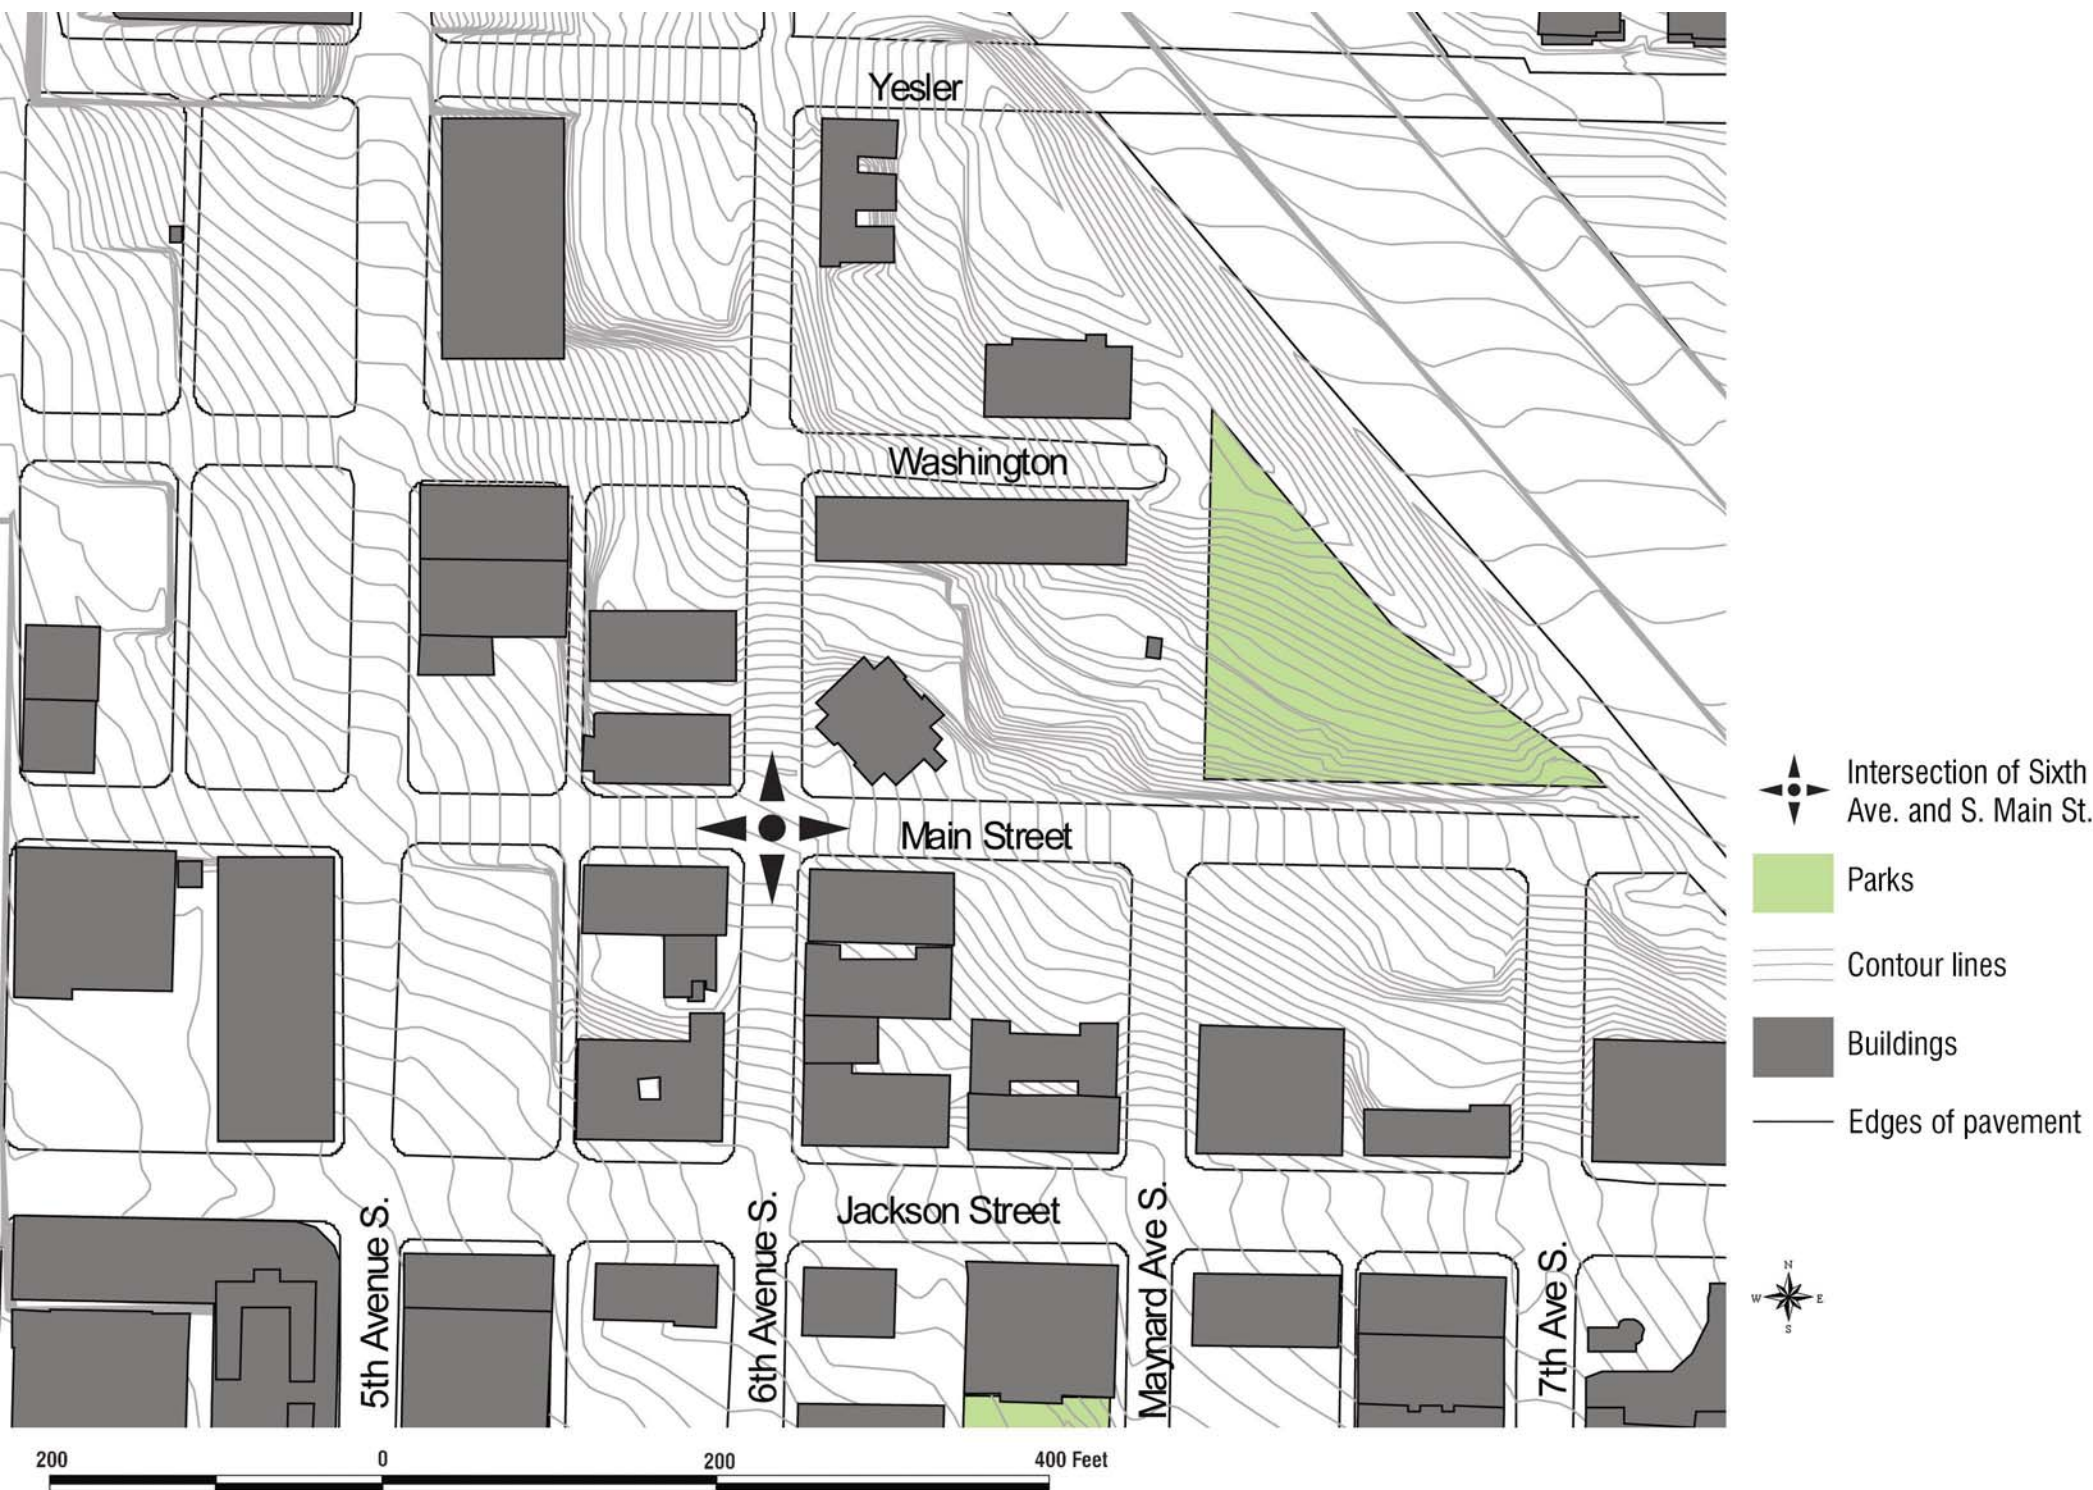 Yesler
Washington
Main Street
Jackson Street
5th Avenue S.
6th Avenue S.
Maynard Ave S.
7th Ave S.
Intersection of Sixth
Ave. and S. Main St.
Parks
Contour lines
Buildings
Edges of pavement
N
W E
S
200 0 200 400 Feet